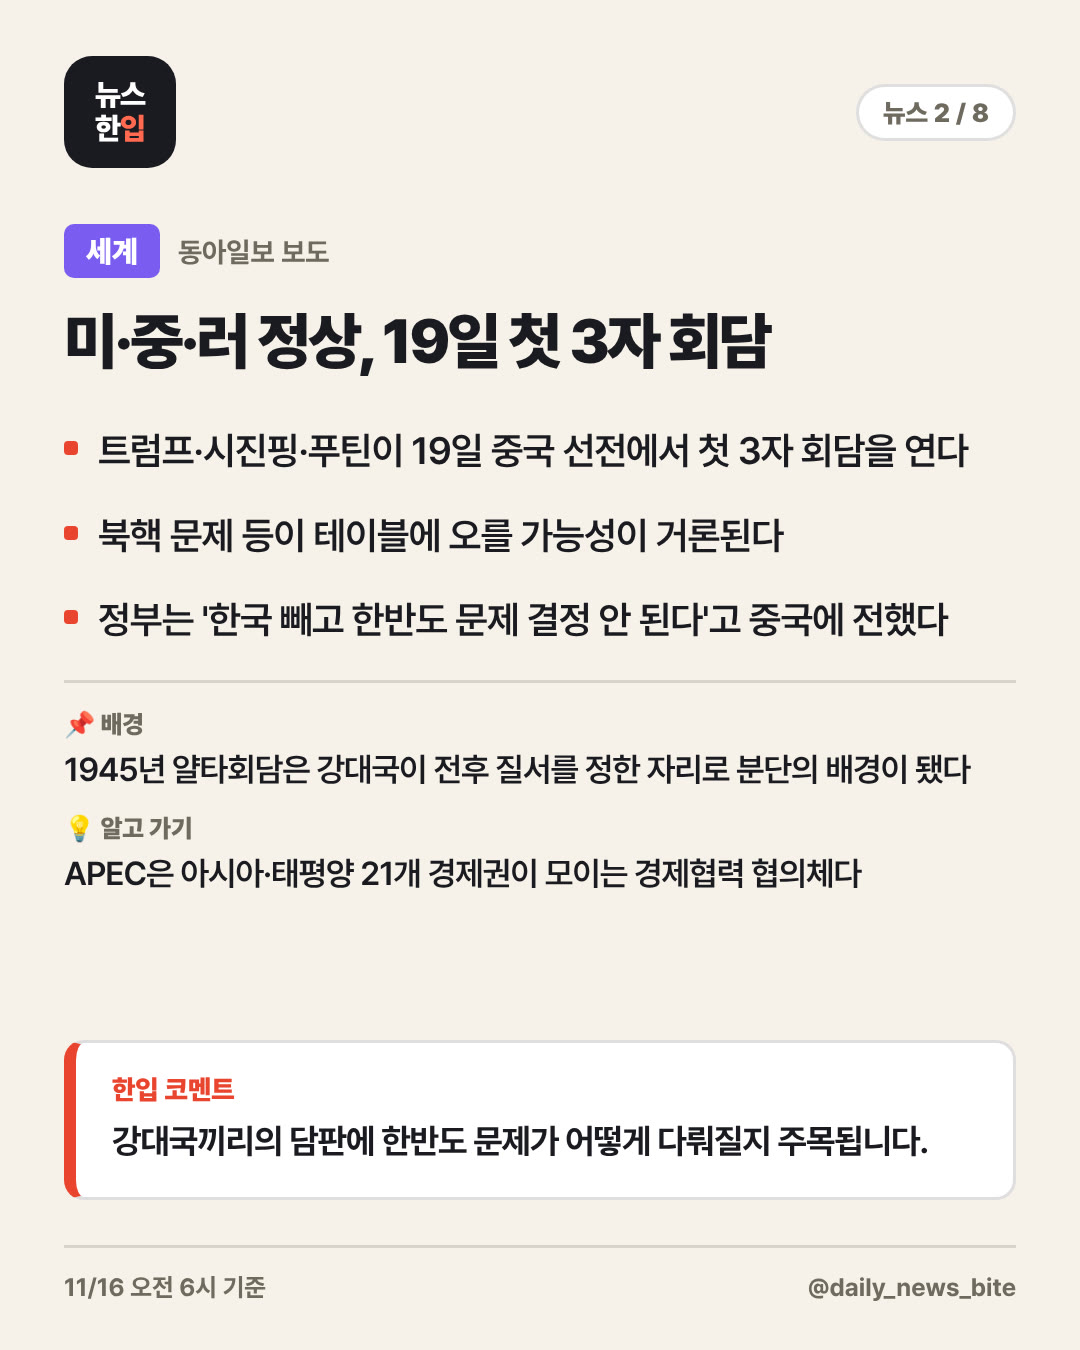 뉴스
한입
뉴스 2 / 8
세계 동아일보 보도
미·중·러 정상, 19일 첫 3자 회담
트럼프·시진핑·푸틴이 19일 중국 선전에서 첫 3자 회담을 연다
북핵 문제 등이 테이블에 오를 가능성이 거론된다
정부는 '한국 빼고 한반도 문제 결정 안 된다'고 중국에 전했다
📌 배경
1945년 얄타회담은 강대국이 전후 질서를 정한 자리로 분단의 배경이 됐다
💡 알고 가기
APEC은 아시아·태평양 21개 경제권이 모이는 경제협력 협의체다
한입 코멘트
강대국끼리의 담판에 한반도 문제가 어떻게 다뤄질지 주목됩니다.
11/16 오전 6시 기준
@daily_news_bite